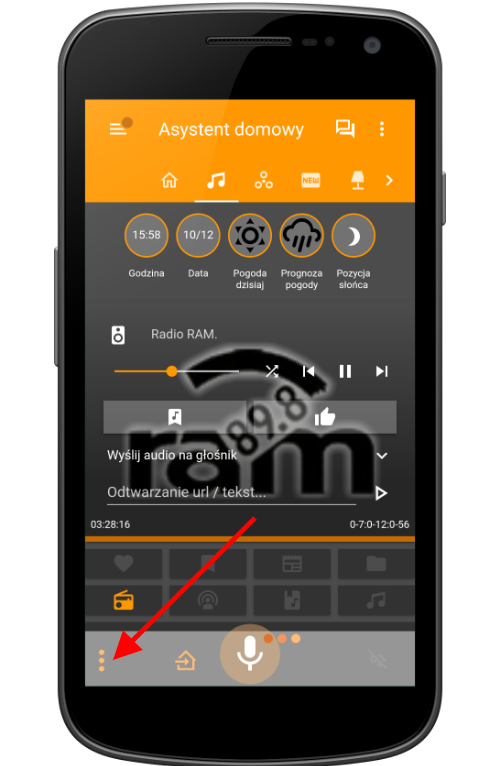 Asystent domowy
NEW
15:58
10/12
Godzina
Data
Pogoda
dzisiaj
Prognoza
pogody
Pozycja
słońca
Radio RAM.
89.8
ram
Wyślij audio na głośnik
Odtwarzanie url / tekst...
03:28:16
0-7:0-12:0-56